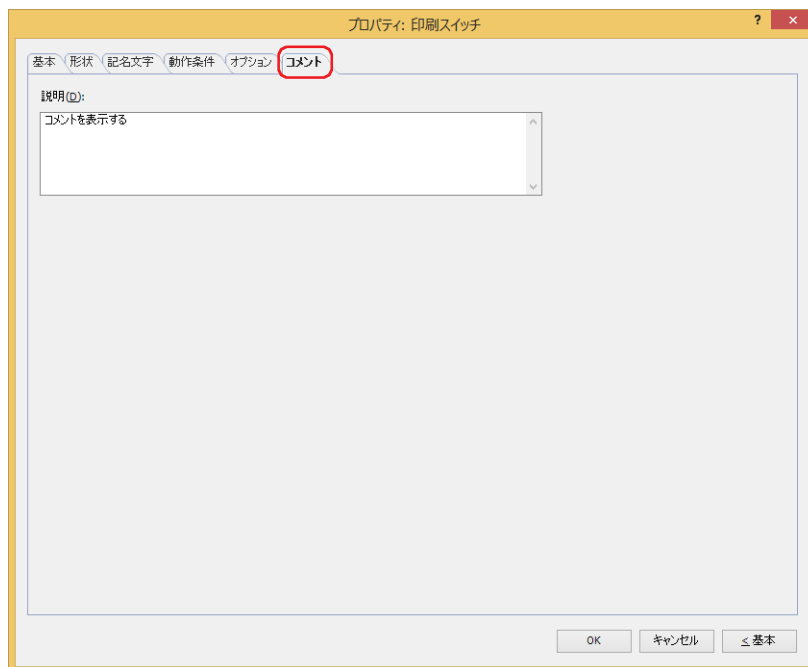 プロパティ: 印刷スイッチ
? ×
基本 形状 記名文字 動作条件 オプション コメント
説明(D):
コメントを表示する
OK キャンセル < 基本